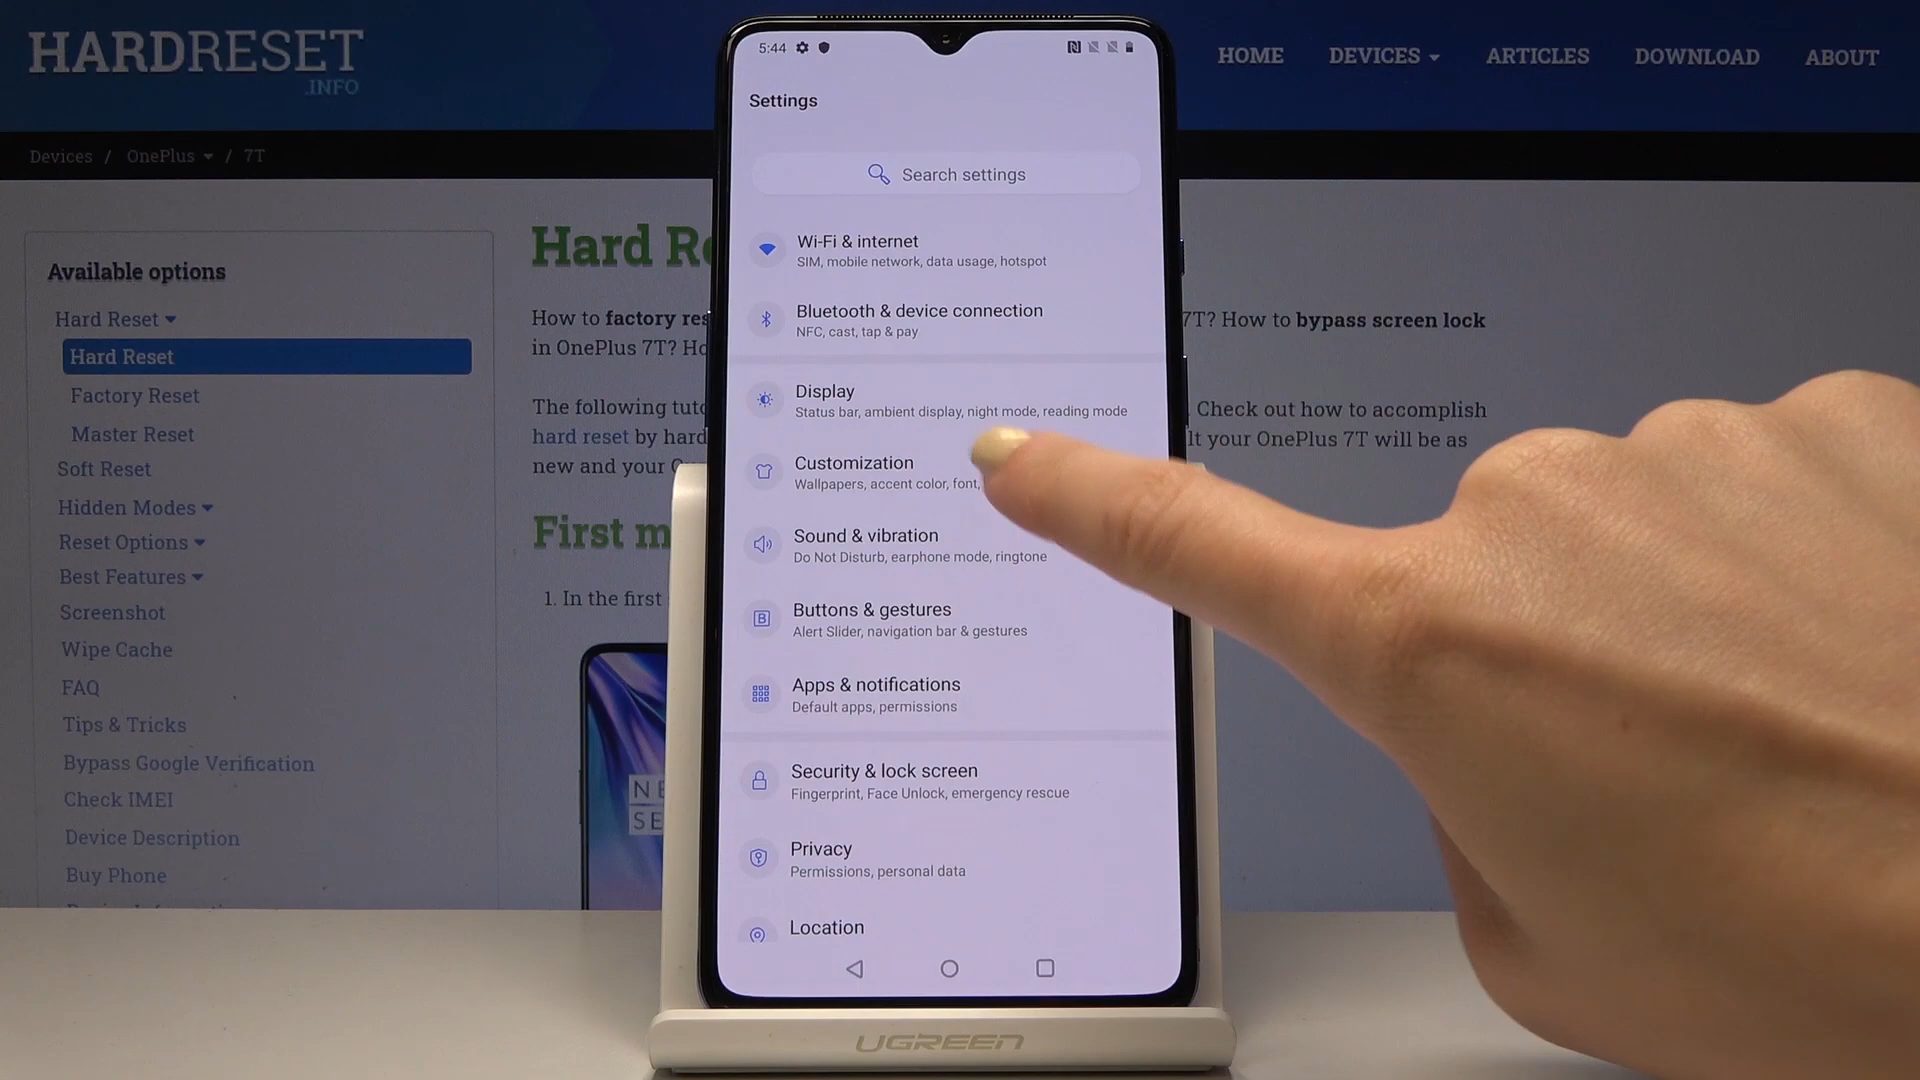 HARDRESET
.INFO
HOME DEVICES ARTICLES DOWNLOAD ABOUT
Devices / OnePlus / 7T
Available options
Hard Reset
Hard Reset
Factory Reset
Master Reset
Soft Reset
Hidden Modes
Reset Options
Best Features
Screenshot
Wipe Cache
FAQ
Tips & Tricks
Bypass Google Verification
Check IMEI
Device Description
Buy Phone
Hard
How to factory 7T? How to bypass screen lock
in OnePlus 7T?
The following Check out how to accomplish
hard reset by your OnePlus 7T will be as
new and your
First
1. In the first
5:44
Settings
Search settings
Wi-Fi & internet
SIM, mobile network, data usage, hotspot
Bluetooth & device connection
NFC, cast, tap & pay
Display
Status bar, ambient display, night mode, reading mode
Customization
Wallpapers, accent color, font,
Sound & vibration
Do Not Disturb, earphone mode, ringtone
Buttons & gestures
Alert Slider, navigation bar & gestures
Apps & notifications
Default apps, permissions
Security & lock screen
Fingerprint, Face Unlock, emergency rescue
Privacy
Permissions, personal data
Location
UGREEN